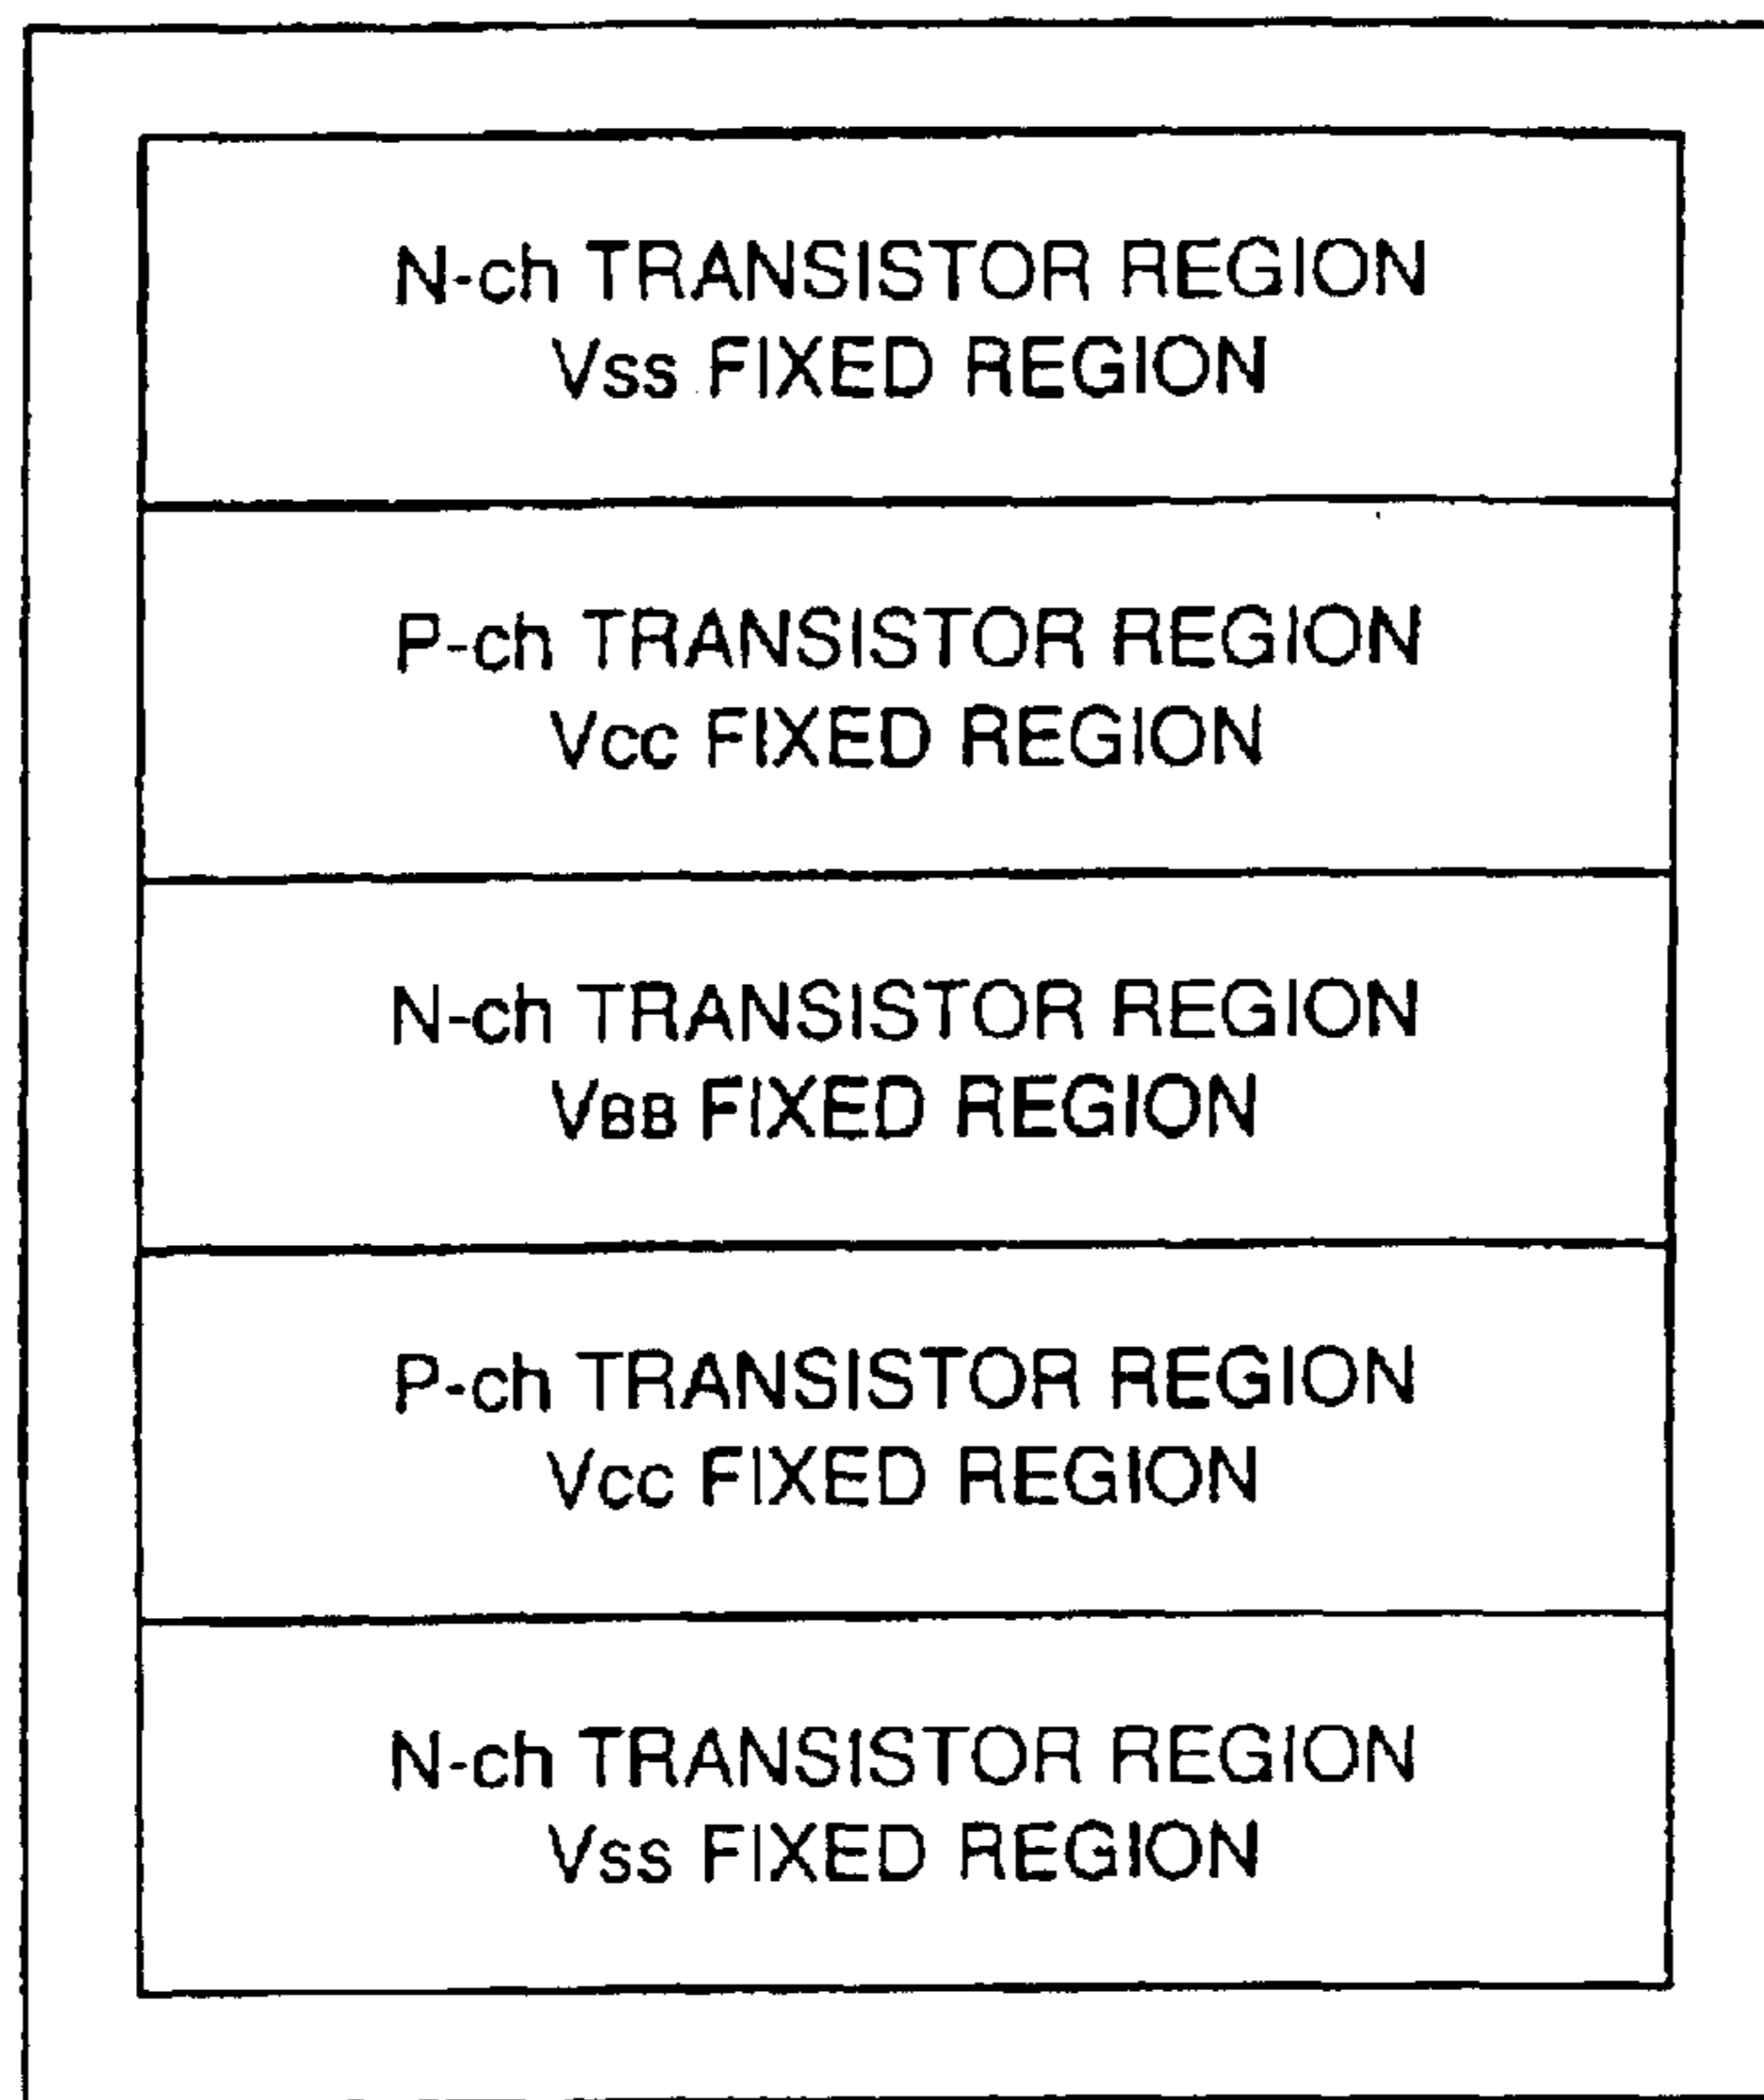 N-ch TRANSISTOR REGION
Vss FIXED REGION
P-ch TRANSISTOR REGION
Vcc FIXED REGION
N-ch TRANSISTOR REGION
VBB FIXED REGION
P-ch TRANSISTOR REGION
Vcc FIXED REGION
N-ch TRANSISTOR REGION
Vss FIXED REGION